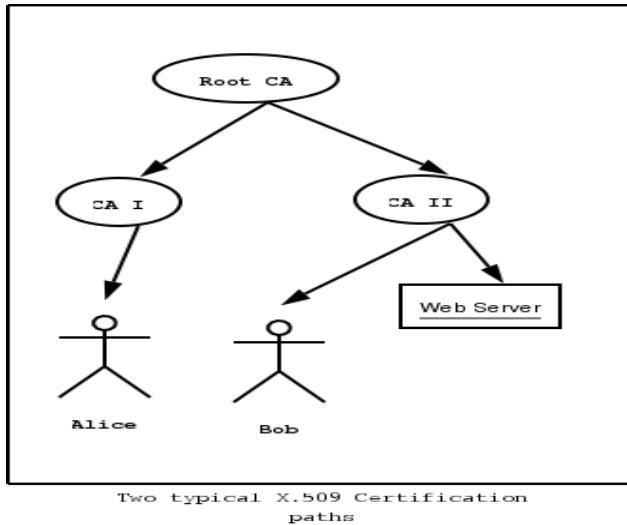 Root CA
CA I
CA II
Web Server
Alice
Bob
Two typical X.509 Certification
paths